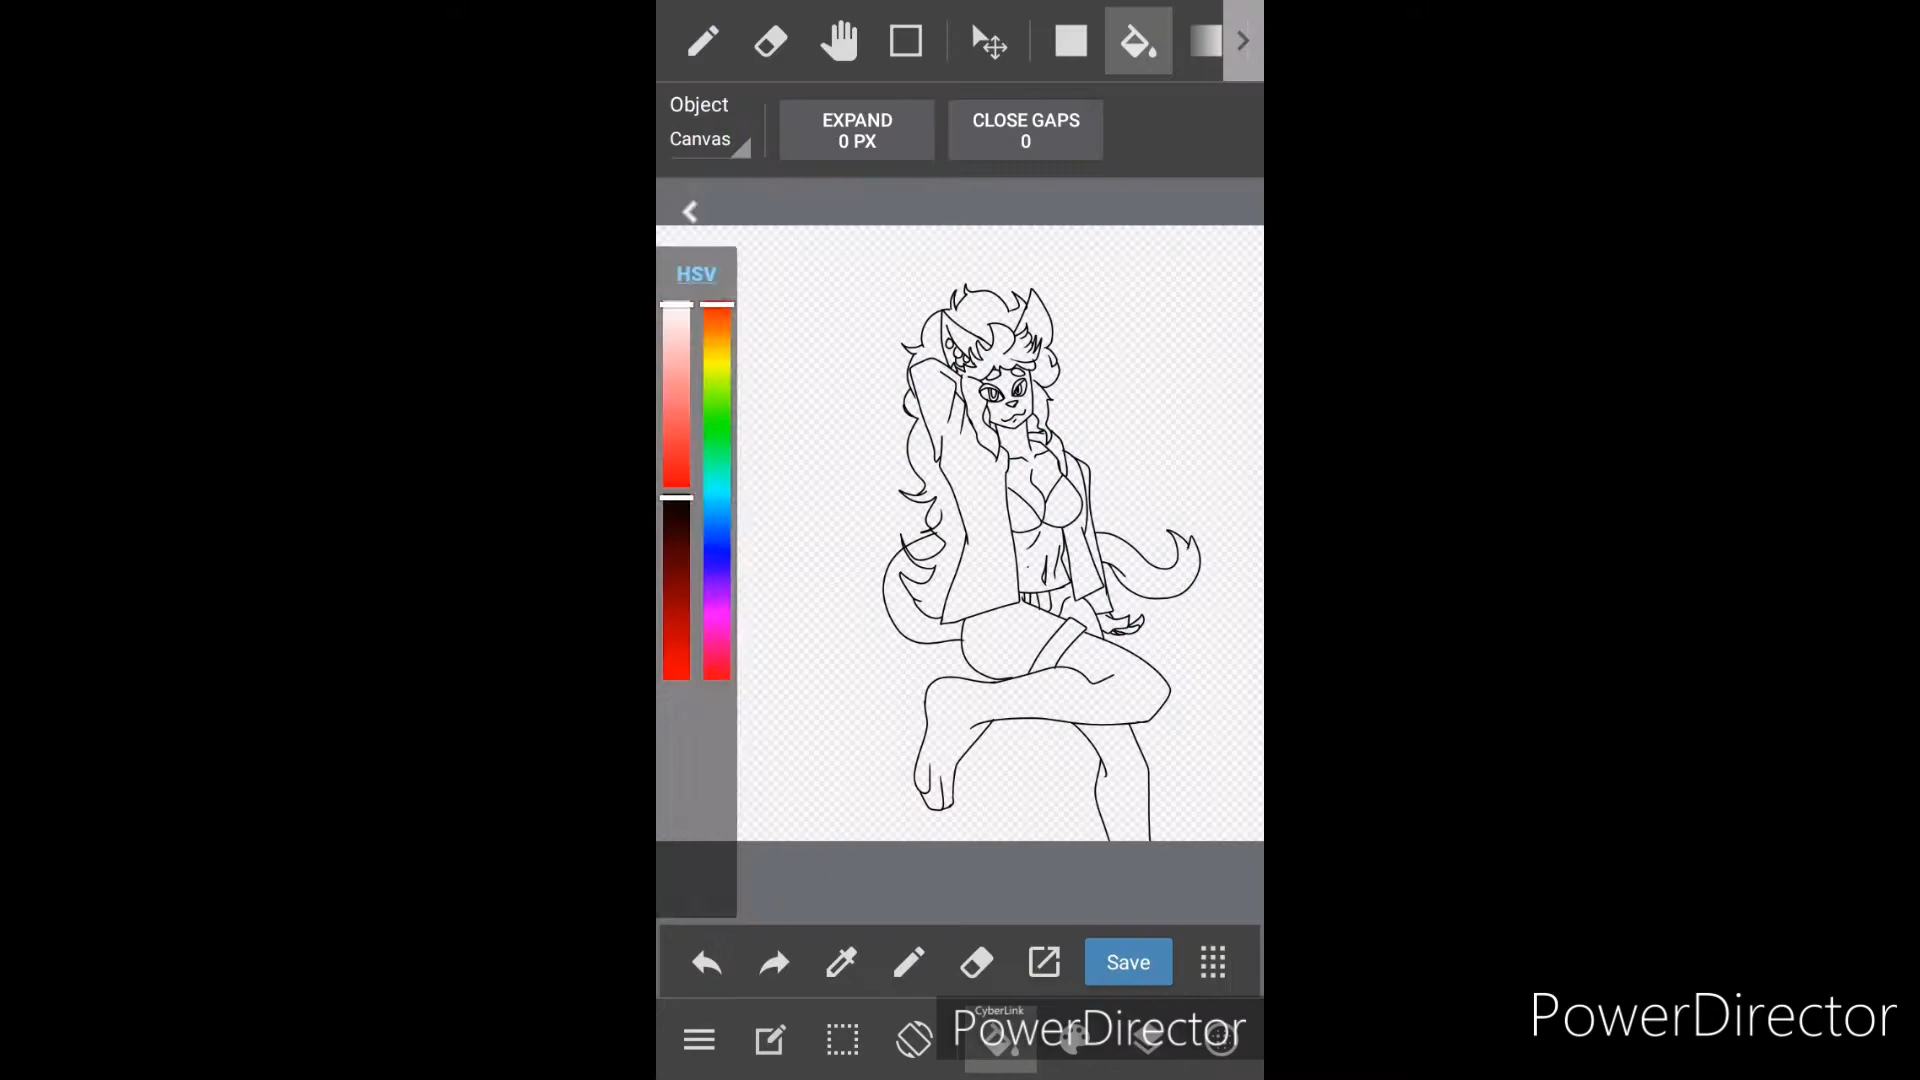 Object
Canvas
EXPAND
0 PX
CLOSE GAPS
0
HSV
Save
CyberLink
PowerDirector
PowerDirector